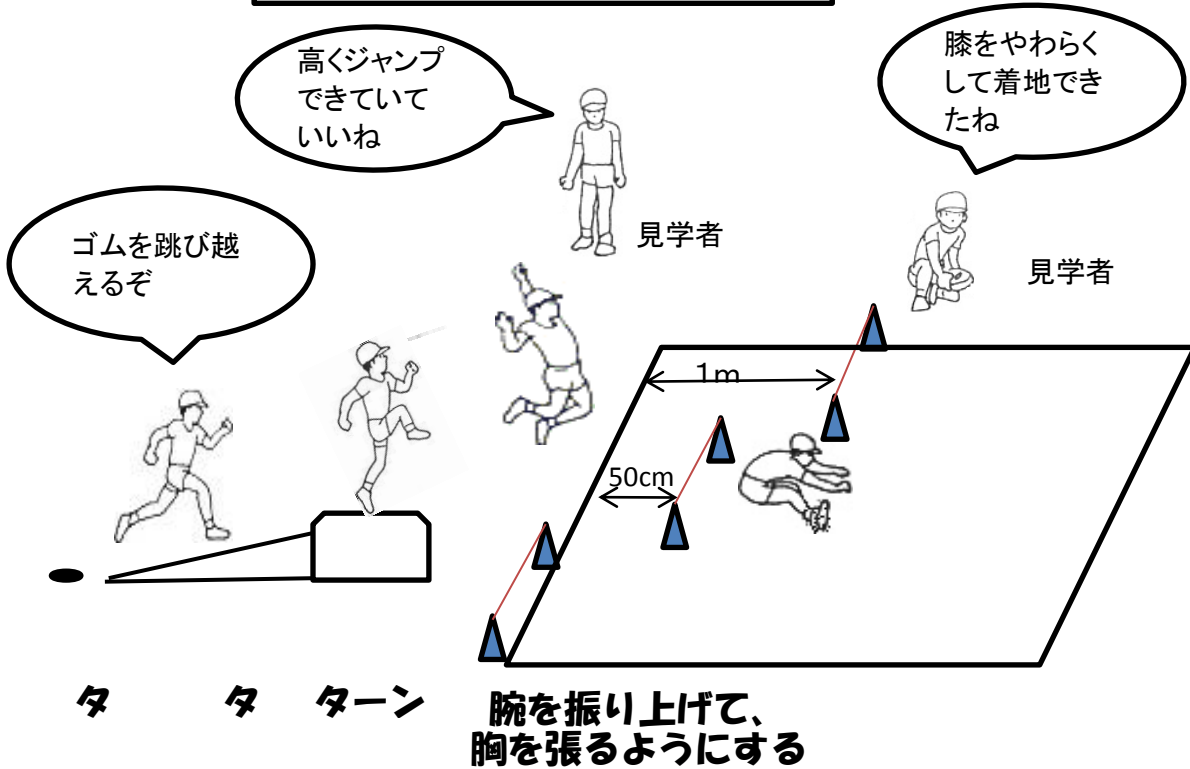 高くジャンプ
できていて
いいね
膝をやわらく
して着地でき
たね
見学者
見学者
ゴムを跳び越
えるぞ
1m
50cm
タ タ ターン
腕を振り上げて、
胸を張るようにする